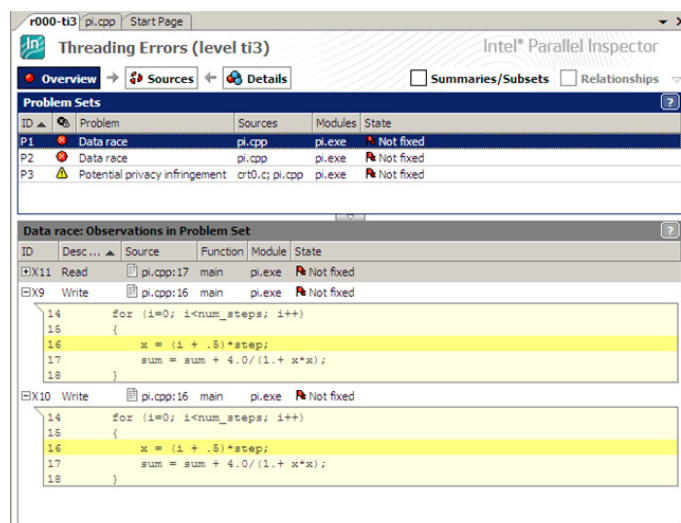 r000-ti3 pi.cpp Start Page
Threading Errors (level ti3) Intel® Parallel Inspector
Overview Sources Details Summaries/Subsets Relationships
Problem Sets ?
ID Problem Sources Modules State
P1 Data race pi.cpp pi.exe Not fixed
P2 Data race pi.cpp pi.exe Not fixed
P3 Potential privacy infringement crt0.c; pi.cpp pi.exe Not fixed
Data race: Observations in Problem Set ?
ID Desc... Source Function Module State
X11 Read pi.cpp:17 main pi.exe Not fixed
X9 Write pi.cpp:16 main pi.exe Not fixed
14 for (i=0; i<num_steps; i++)
15 {
16 x = (i + .5)*step;
17 sum = sum + 4.0/(1.+ x*x);
18 }
X10 Write pi.cpp:16 main pi.exe Not fixed
14 for (i=0; i<num_steps; i++)
15 {
16 x = (i + .5)*step;
17 sum = sum + 4.0/(1.+ x*x);
18 }